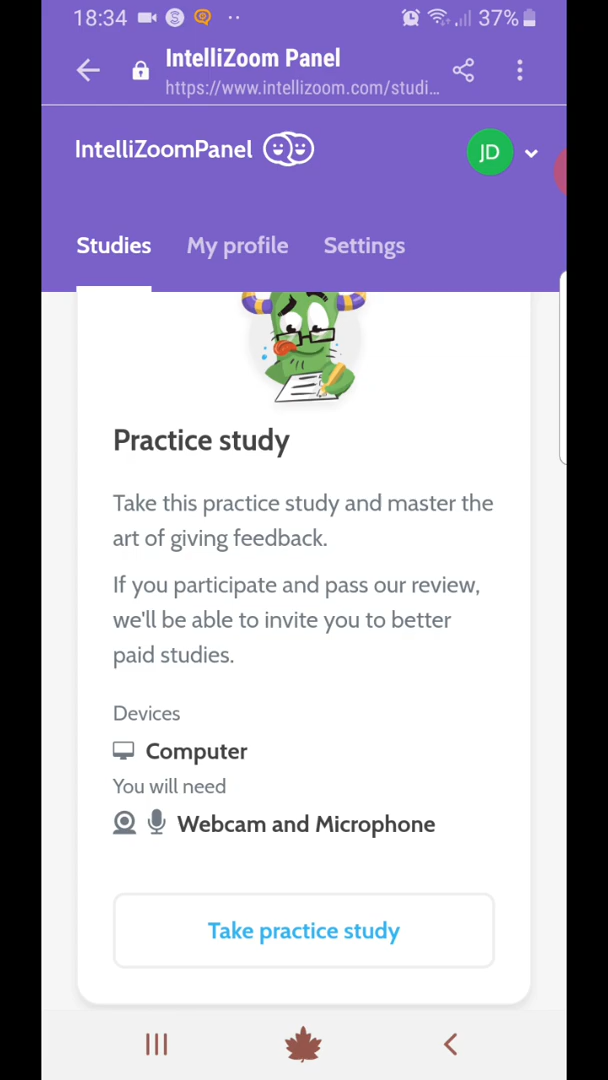 18:34 37%
IntelliZoom Panel
https://www.intellizoom.com/studi...
IntelliZoomPanel JD
Studies My profile Settings
Practice study
Take this practice study and master the
art of giving feedback.
If you participate and pass our review,
we'll be able to invite you to better
paid studies.
Devices
Computer
You will need
Webcam and Microphone
Take practice study